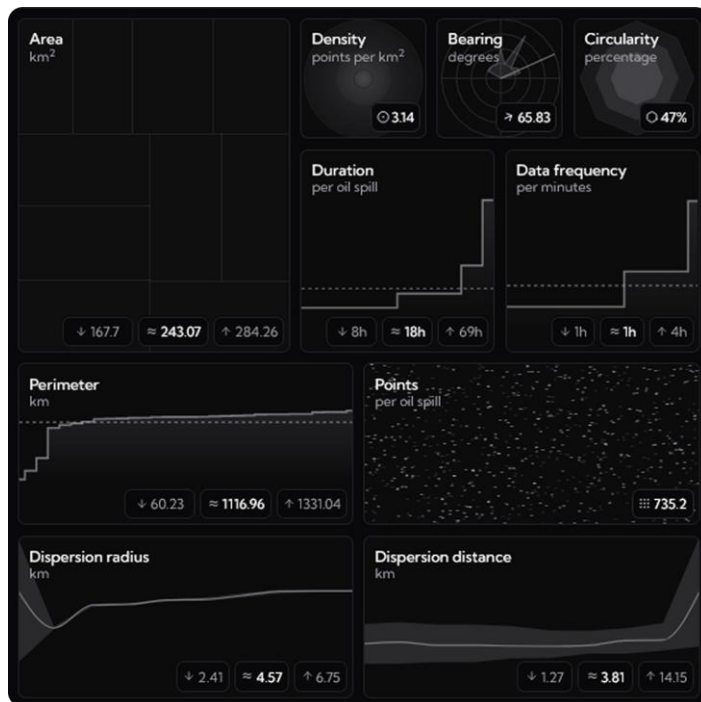 Area
km²
↓ 167.7
≈ 243.07
↑ 284.26
Density
points per km²
3.14
Bearing
degrees
65.83
Circularity
percentage
47%
Duration
per oil spill
↓ 8h
≈ 18h
↑ 69h
Data frequency
per minutes
↓ 1h
≈ 1h
↑ 4h
Perimeter
km
↓ 60.23
≈ 1116.96
↑ 1331.04
Points
per oil spill
735.2
Dispersion radius
km
↓ 2.41
≈ 4.57
↑ 6.75
Dispersion distance
km
↓ 1.27
≈ 3.81
↑ 14.15